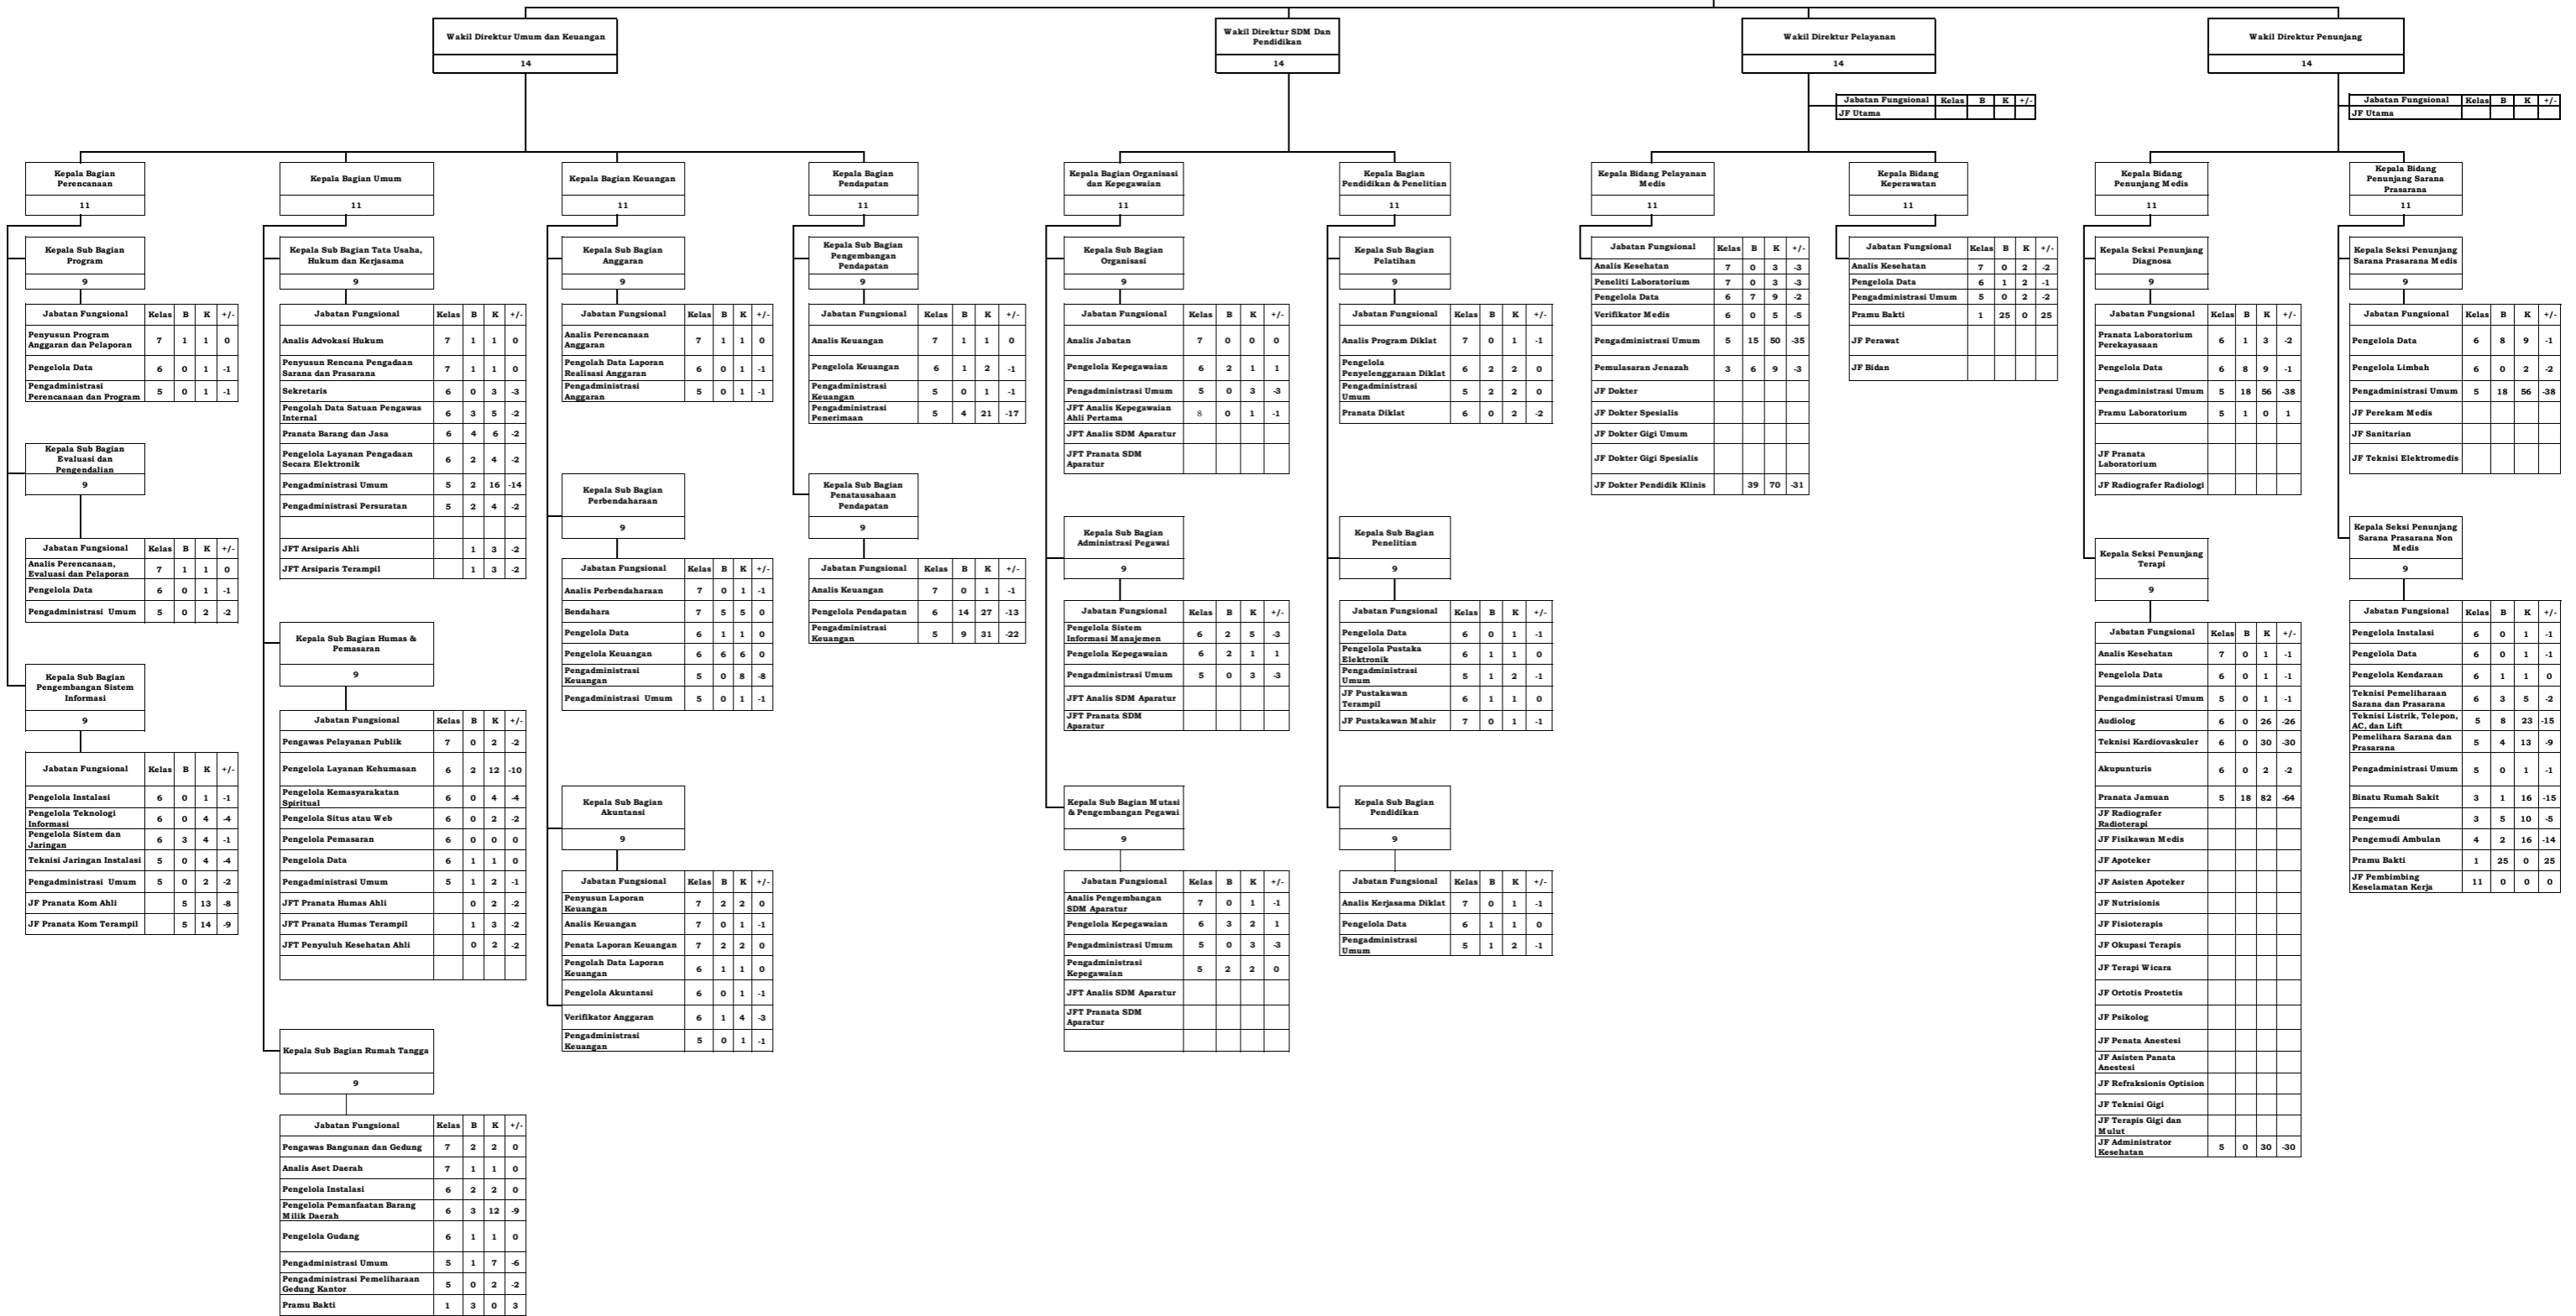 Wakil Direktur Umum dan Keuangan
14
Wakil Direktur SDM Dan
Pendidikan
14
Wakil Direktur Pelayanan
14
Wakil Direktur Penunjang
14
Jabatan Fungsional Kelas B K +/-
JF Utama
Jabatan Fungsional Kelas B K +/-
JF Utama
Kepala Bagian
Perencanaan
11
Kepala Sub Bagian
Program
9
Jabatan Fungsional Kelas B K +/-
Penyusun Program
Anggaran dan Pelaporan 7 1 1 0
Pengelola Data 6 0 1 -1
Pengadministrasi
Perencanaan dan Program 5 0 1 -1
Kepala Sub Bagian
Evaluasi dan
Pengendalian
9
Jabatan Fungsional Kelas B K +/-
Analis Perencanaan,
Evaluasi dan Pelaporan 7 1 1 0
Pengelola Data 6 0 1 -1
Pengadministrasi Umum 5 0 2 -2
Kepala Sub Bagian
Pengembangan Sistem
Informasi
9
Jabatan Fungsional Kelas B K +/-
Pengelola Instalasi 6 0 1 -1
Pengelola Teknologi
Informasi 6 0 4 -4
Pengelola Sistem dan
Jaringan 6 3 4 -1
Teknisi Jaringan Instalasi 5 0 4 -4
Pengadministrasi Umum 5 0 2 -2
JF Pranata Kom Ahli 5 13 -8
JF Pranata Kom Terampil 5 14 -9
Kepala Bagian Umum
11
Kepala Sub Bagian Tata Usaha,
Hukum dan Kerjasama
9
Jabatan Fungsional Kelas B K +/-
Analis Advokasi Hukum 7 1 1 0
Penyusun Rencana Pengadaan
Sarana dan Prasarana 7 1 1 0
Sekretaris 6 0 3 -3
Pengolah Data Satuan Pengawas
Internal 6 3 5 -2
Pranata Barang dan Jasa 6 4 6 -2
Pengelola Layanan Pengadaan
Secara Elektronik 6 2 4 -2
Pengadministrasi Umum 5 2 16 -14
Pengadministrasi Persuratan 5 2 4 -2
JFT Arsiparis Ahli 1 3 -2
JFT Arsiparis Terampil 1 3 -2
Kepala Sub Bagian Humas &
Pemasaran
9
Jabatan Fungsional Kelas B K +/-
Pengawas Pelayanan Publik 7 0 2 -2
Pengelola Layanan Kehumasan 6 2 12 -10
Pengelola Kemasyarakatan
Spiritual 6 0 4 -4
Pengelola Situs atau Web 6 0 2 -2
Pengelola Pemasaran 6 0 0 0
Pengelola Data 6 1 1 0
Pengadministrasi Umum 5 1 2 -1
JFT Pranata Humas Ahli 0 2 -2
JFT Pranata Humas Terampil 1 3 -2
JFT Penyuluh Kesehatan Ahli 0 2 -2
Kepala Sub Bagian Rumah Tangga
9
Jabatan Fungsional Kelas B K +/-
Pengawas Bangunan dan Gedung 7 2 2 0
Analis Aset Daerah 7 1 1 0
Pengelola Instalasi 6 2 2 0
Pengelola Pemanfaatan Barang
Milik Daerah 6 3 12 -9
Pengelola Gudang 6 1 1 0
Pengadministrasi Umum 5 1 7 -6
Pengadministrasi Pemeliharaan
Gedung Kantor 5 0 2 -2
Pramu Bakti 1 3 0 3
Kepala Bagian Keuangan
11
Kepala Sub Bagian
Anggaran
9
Jabatan Fungsional Kelas B K +/-
Analis Perencanaan
Anggaran 7 1 1 0
Pengolah Data Laporan
Realisasi Anggaran 6 0 1 -1
Pengadministrasi
Anggaran 5 0 1 -1
Kepala Sub Bagian
Perbendaharaan
9
Jabatan Fungsional Kelas B K +/-
Analis Perbendaharaan 7 0 1 -1
Bendahara 7 5 5 0
Pengelola Data 6 1 1 0
Pengelola Keuangan 6 6 6 0
Pengadministrasi
Keuangan 5 0 8 -8
Pengadministrasi Umum 5 0 1 -1
Kepala Sub Bagian
Akuntansi
9
Jabatan Fungsional Kelas B K +/-
Penyusun Laporan
Keuangan 7 2 2 0
Analis Keuangan 7 0 1 -1
Penata Laporan Keuangan 7 2 2 0
Pengolah Data Laporan
Keuangan 6 1 1 0
Pengelola Akuntansi 6 0 1 -1
Verifikator Anggaran 6 1 4 -3
Pengadministrasi
Keuangan 5 0 1 -1
Kepala Bagian
Pendapatan
11
Kepala Sub Bagian
Pengembangan
Pendapatan
9
Jabatan Fungsional Kelas B K +/-
Analis Keuangan 7 1 1 0
Pengelola Keuangan 6 1 2 -1
Pengadministrasi
Keuangan 5 0 1 -1
Pengadministrasi
Penerimaan 5 4 21 -17
Kepala Sub Bagian
Penatausahaan
Pendapatan
9
Jabatan Fungsional Kelas B K +/-
Analis Keuangan 7 0 1 -1
Pengelola Pendapatan 6 14 27 -13
Pengadministrasi
Keuangan 5 9 31 -22
Kepala Bagian Organisasi
dan Kepegawaian
11
Kepala Sub Bagian
Organisasi
9
Jabatan Fungsional Kelas B K +/-
Analis Jabatan 7 0 0 0
Pengelola Kepegawaian 6 2 1 1
Pengadministrasi Umum 5 0 3 -3
JFT Analis Kepegawaian
Ahli Pertama 8 0 1 -1
JFT Analis SDM Aparatur
JFT Pranata SDM
Aparatur
Kepala Sub Bagian
Administrasi Pegawai
9
Jabatan Fungsional Kelas B K +/-
Pengelola Sistem
Informasi Manajemen 6 2 5 -3
Pengelola Kepegawaian 6 2 1 1
Pengadministrasi Umum 5 0 3 -3
JFT Analis SDM Aparatur
JFT Pranata SDM
Aparatur
Kepala Sub Bagian Mutasi
& Pengembangan Pegawai
9
Jabatan Fungsional Kelas B K +/-
Analis Pengembangan
SDM Aparatur 7 0 1 -1
Pengelola Kepegawaian 6 3 2 1
Pengadministrasi Umum 5 0 3 -3
Pengadministrasi
Kepegawaian 5 2 2 0
JFT Analis SDM Aparatur
JFT Pranata SDM
Aparatur
Kepala Bagian
Pendidikan & Penelitian
11
Kepala Sub Bagian
Pelatihan
9
Jabatan Fungsional Kelas B K +/-
Analis Program Diklat 7 0 1 -1
Pengelola
Penyelenggaraan Diklat 6 2 2 0
Pengadministrasi
Umum 5 2 2 0
Pranata Diklat 6 0 2 -2
Kepala Sub Bagian
Penelitian
9
Jabatan Fungsional Kelas B K +/-
Pengelola Data 6 0 1 -1
Pengelola Pustaka
Elektronik 6 1 1 0
Pengadministrasi
Umum 5 1 2 -1
JF Pustakawan
Terampil 6 1 1 0
JF Pustakawan Mahir 7 0 1 -1
Kepala Sub Bagian
Pendidikan
9
Jabatan Fungsional Kelas B K +/-
Analis Kerjasama Diklat 7 0 1 -1
Pengelola Data 6 1 1 0
Pengadministrasi
Umum 5 1 2 -1
Kepala Bidang Pelayanan
Medis
11
Jabatan Fungsional Kelas B K +/-
Analis Kesehatan 7 0 3 -3
Peneliti Laboratorium 7 0 3 -3
Pengelola Data 6 7 9 -2
Verifikator Medis 6 0 5 -5
Pengadministrasi Umum 5 15 50 -35
Pemulasaran Jenazah 3 6 9 -3
JF Dokter
JF Dokter Spesialis
JF Dokter Gigi Umum
JF Dokter Gigi Spesialis
JF Dokter Pendidik Klinis 39 70 -31
Kepala Bidang
Keperawatan
11
Jabatan Fungsional Kelas B K +/-
Analis Kesehatan 7 0 2 -2
Pengelola Data 6 1 2 -1
Pengadministrasi Umum 5 0 2 -2
Pramu Bakti 1 25 0 25
JF Perawat
JF Bidan
Kepala Bidang
Penunjang Medis
11
Kepala Seksi Penunjang
Diagnosa
9
Jabatan Fungsional Kelas B K +/-
Pranata Laboratorium
Perekayasaan 6 1 3 -2
Pengelola Data 6 8 9 -1
Pengadministrasi Umum 5 18 56 -38
Pramu Laboratorium 5 1 0 1
JF Pranata
Laboratorium
JF Radiografer Radiologi
Kepala Seksi Penunjang
Terapi
9
Jabatan Fungsional Kelas B K +/-
Analis Kesehatan 7 0 1 -1
Pengelola Data 6 0 1 -1
Pengadministrasi Umum 5 0 1 -1
Audiolog 6 0 26 -26
Teknisi Kardiovaskuler 6 0 30 -30
Akupunturis 6 0 2 -2
Pranata Jamuan 5 18 82 -64
JF Radiografer
Radioterapi
JF Fisikawan Medis
JF Apoteker
JF Asisten Apoteker
JF Nutrisionis
JF Fisioterapis
JF Okupasi Terapis
JF Terapi Wicara
JF Ortotis Prostetis
JF Psikolog
JF Penata Anestesi
JF Asisten Panata
Anestesi
JF Refraksionis Optision
JF Teknisi Gigi
JF Terapis Gigi dan
Mulut
JF Administrator
Kesehatan 5 0 30 -30
Kepala Bidang
Penunjang Sarana
Prasarana
11
Kepala Seksi Penunjang
Sarana Prasarana Medis
9
Jabatan Fungsional Kelas B K +/-
Pengelola Data 6 8 9 -1
Pengelola Limbah 6 0 2 -2
Pengadministrasi Umum 5 18 56 -38
JF Perekam Medis
JF Sanitarian
JF Teknisi Elektromedis
Kepala Seksi Penunjang
Sarana Prasarana Non
Medis
9
Jabatan Fungsional Kelas B K +/-
Pengelola Instalasi 6 0 1 -1
Pengelola Data 6 0 1 -1
Pengelola Kendaraan 6 1 1 0
Teknisi Pemeliharaan
Sarana dan Prasarana 6 3 5 -2
Teknisi Listrik, Telepon,
AC, dan Lift 5 8 23 -15
Pemelihara Sarana dan
Prasarana 5 4 13 -9
Pengadministrasi Umum 5 0 1 -1
Binatu Rumah Sakit 3 1 16 -15
Pengemudi 3 5 10 -5
Pengemudi Ambulan 4 2 16 -14
Pramu Bakti 1 25 0 25
JF Pembimbing
Keselamatan Kerja 11 0 0 0